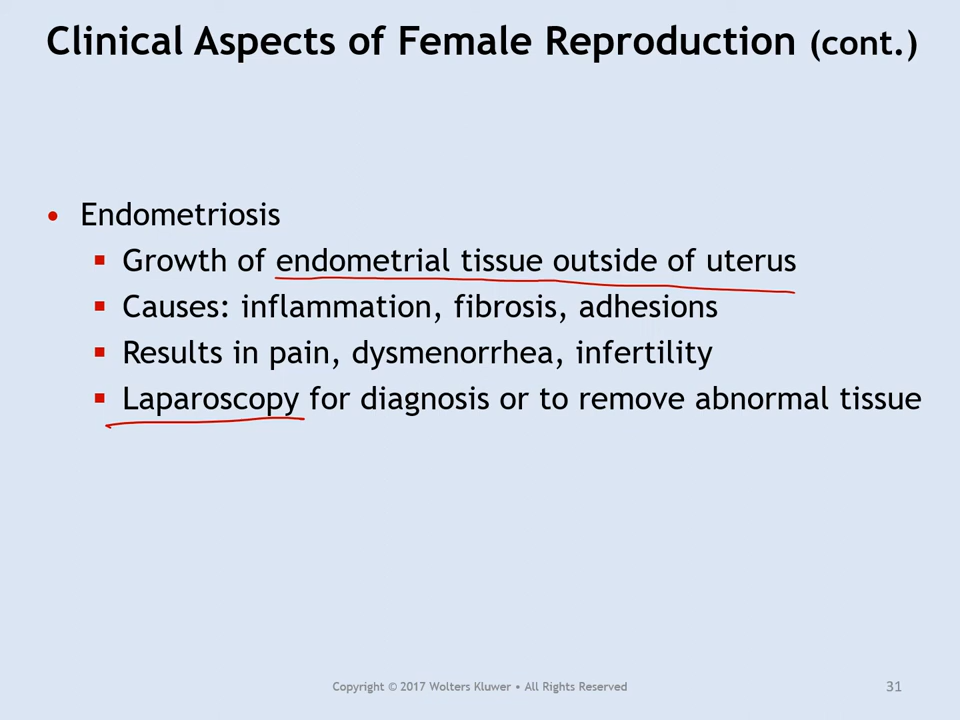 Clinical Aspects of Female Reproduction (cont.)
• Endometriosis
▪ Growth of endometrial tissue outside of uterus
▪ Causes: inflammation, fibrosis, adhesions
▪ Results in pain, dysmenorrhea, infertility
▪ Laparoscopy for diagnosis or to remove abnormal tissue
Copyright © 2017 Wolters Kluwer • All Rights Reserved
31